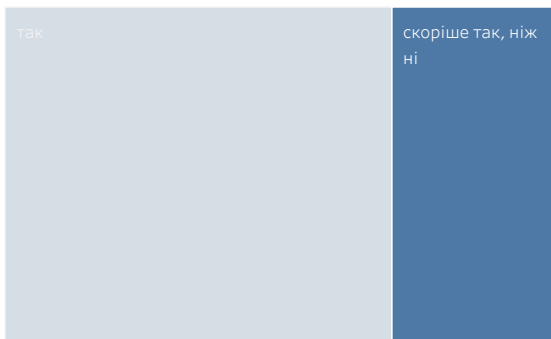 так
скоріше так, ніж
ні